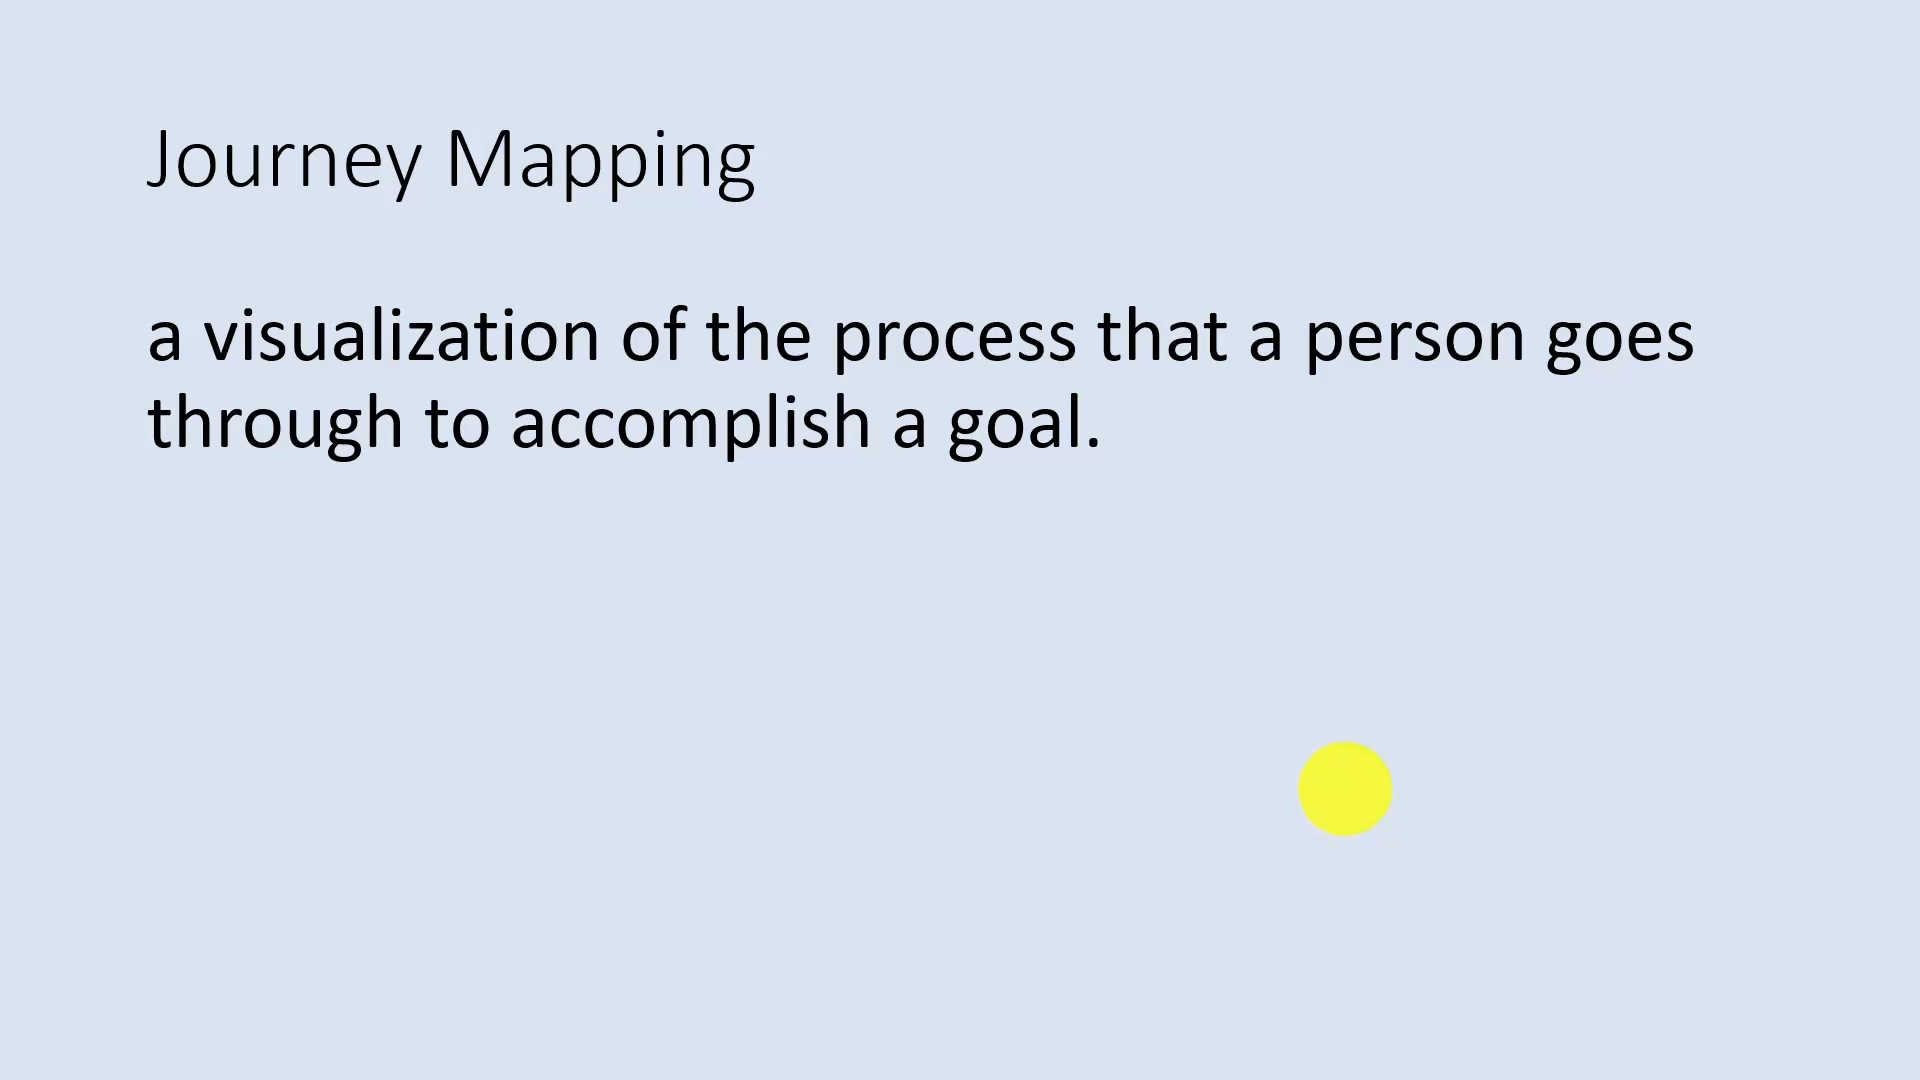 Journey Mapping
a visualization of the process that a person goes
through to accomplish a goal.